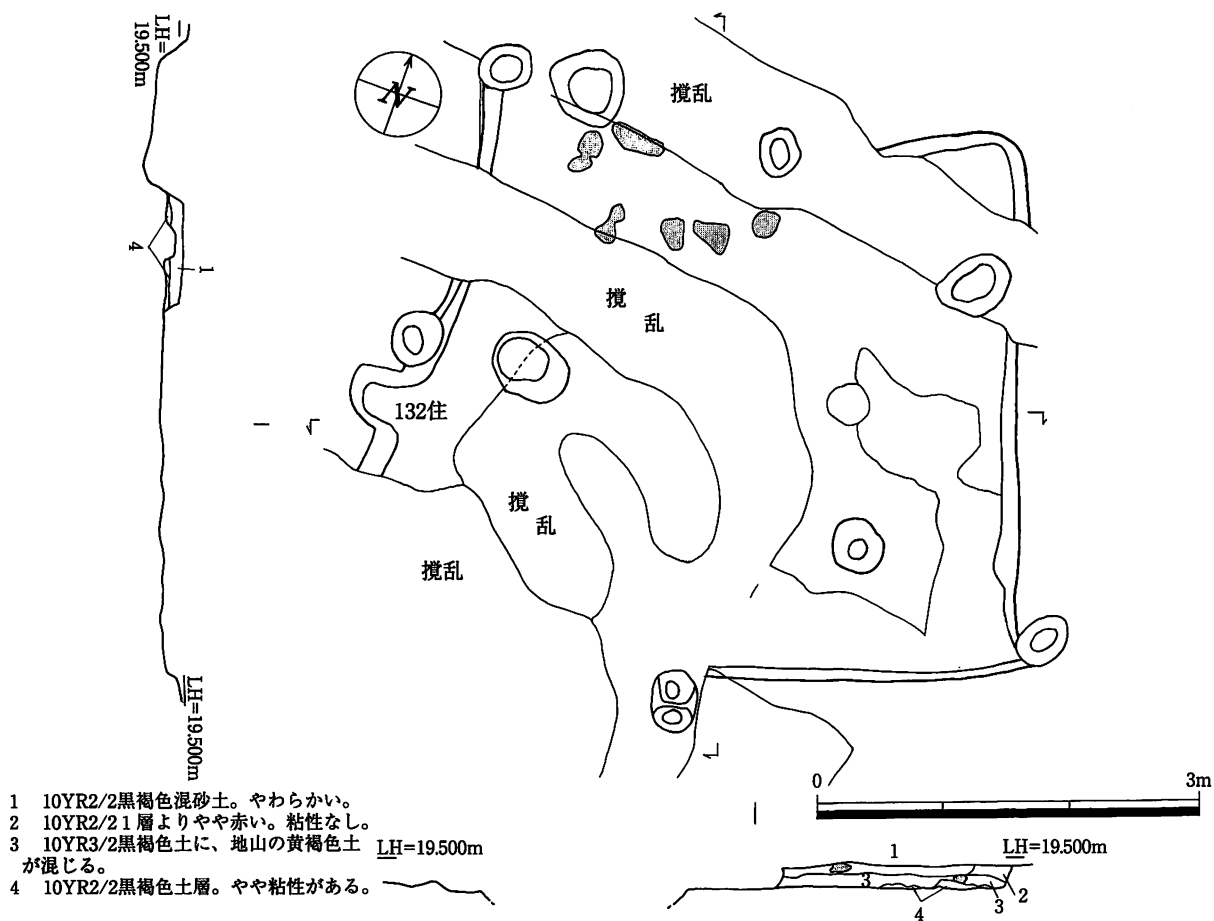 LH=
19.500m
N
撹乱
4
1
撹
乱
132住
撹
乱
撹乱
LH=19.500m
0
3m
1 10YR2/2黒褐色混砂土。やわらかい。
2 10YR2/2 1層よりやや赤い。粘性なし。
3 10YR3/2黒褐色土に、地山の黄褐色土
が混じる。
4 10YR2/2黒褐色土層。やや粘性がある。
LH=19.500m
LH=19.500m
1
3
2
3
4